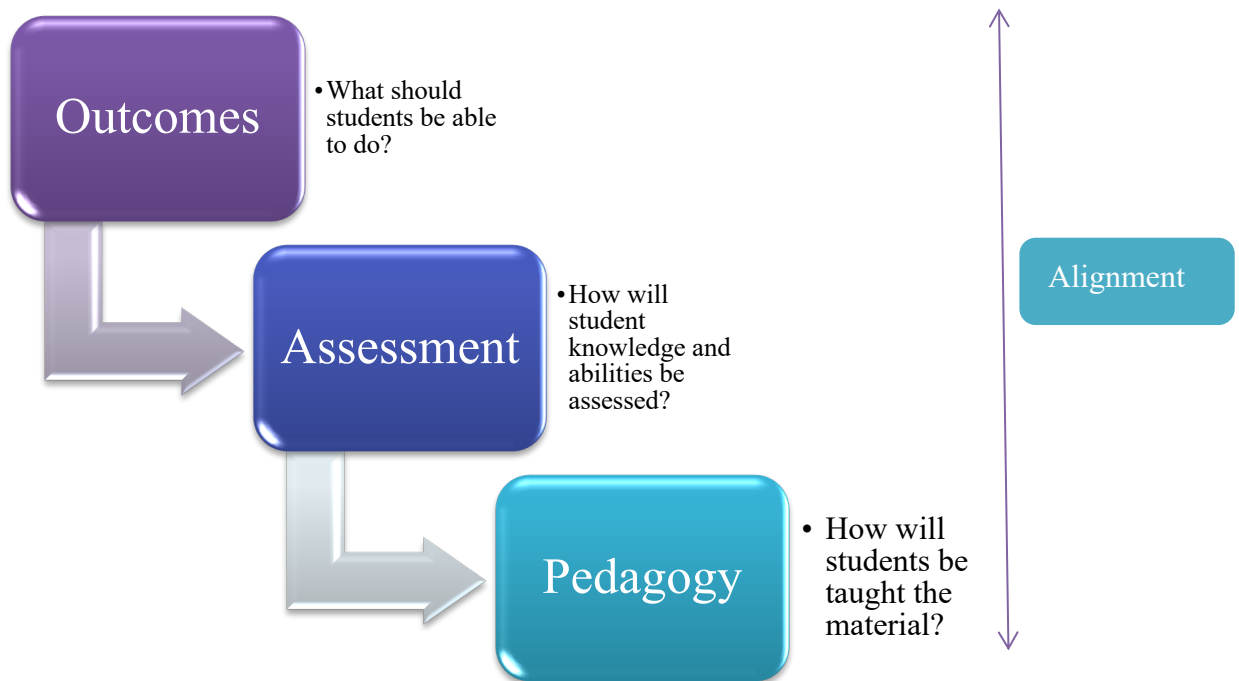 Outcomes
•What should
students be able
to do?
Assessment
•How will
student
knowledge and
abilities be
assessed?
Alignment
Pedagogy
• How will
students be
taught the
material?